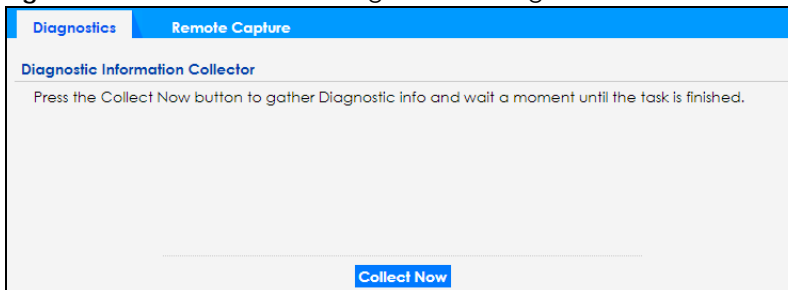 Diagnostics Remote Capture
Diagnostic Information Collector
Press the Collect Now button to gather Diagnostic info and wait a moment until the task is finished.
Collect Now